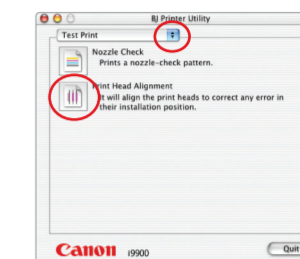 BJ Printer Utility
Test Print
Nozzle Check
Prints a nozzle-check pattern.
Print Head Alignment
It will align the print heads to correct any error in
their installation position.
Canon i9900
Quit